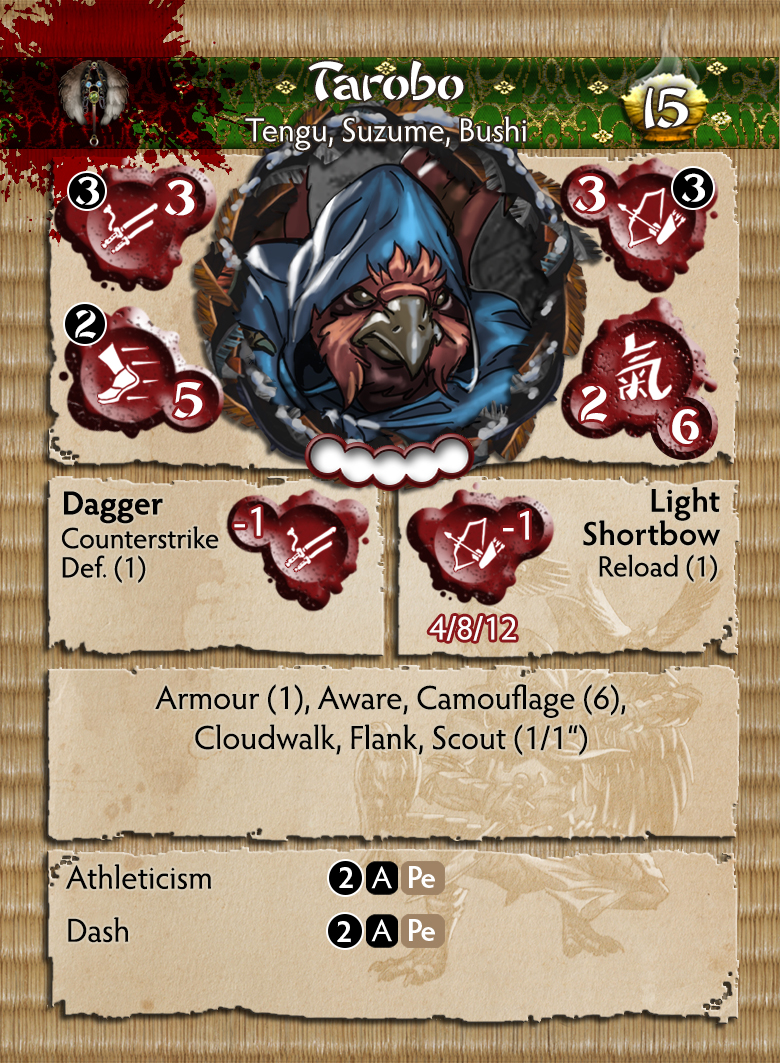 Tarobo
15
Tengu, Suzume, Bushi
3 3
3 3
2 5
氣
2 6
Dagger
Counterstrike
Def. (1)
-1
-1
Light
Shortbow
Reload (1)
4/8/12
Armour (1), Aware, Camouflage (6),
Cloudwalk, Flank, Scout (1/1")
Athleticism 2 A Pe
Dash 2 A Pe